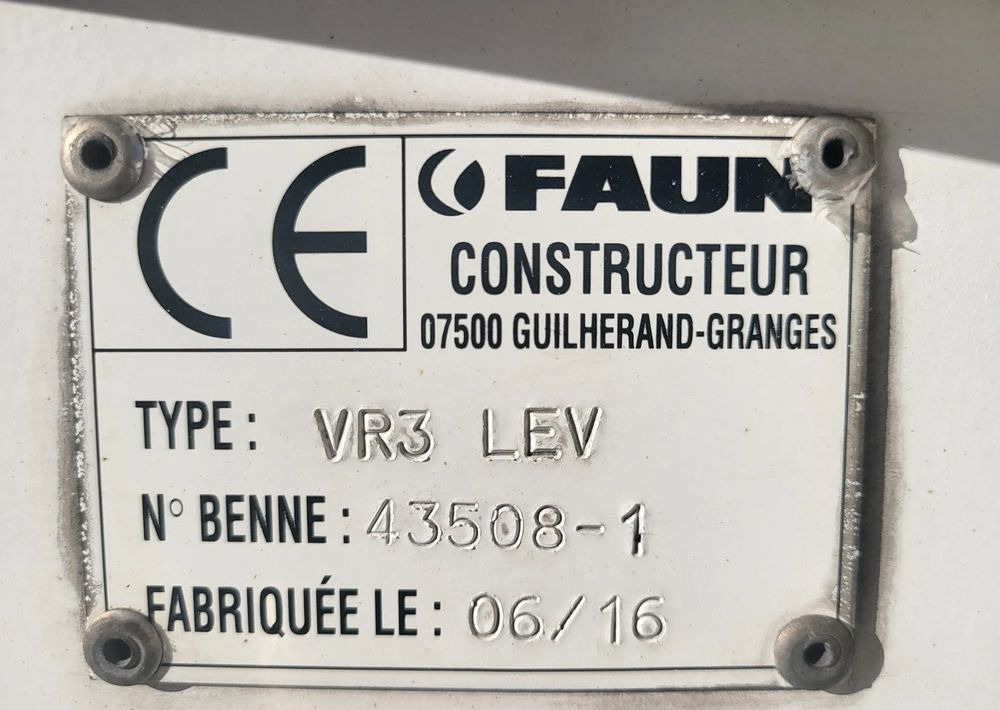 CE
FAUN
CONSTRUCTEUR
07500 GUILHERAND-GRANGES
TYPE : VR3 LEV
N° BENNE : 43508-1
FABRIQUÉE LE : 06/16